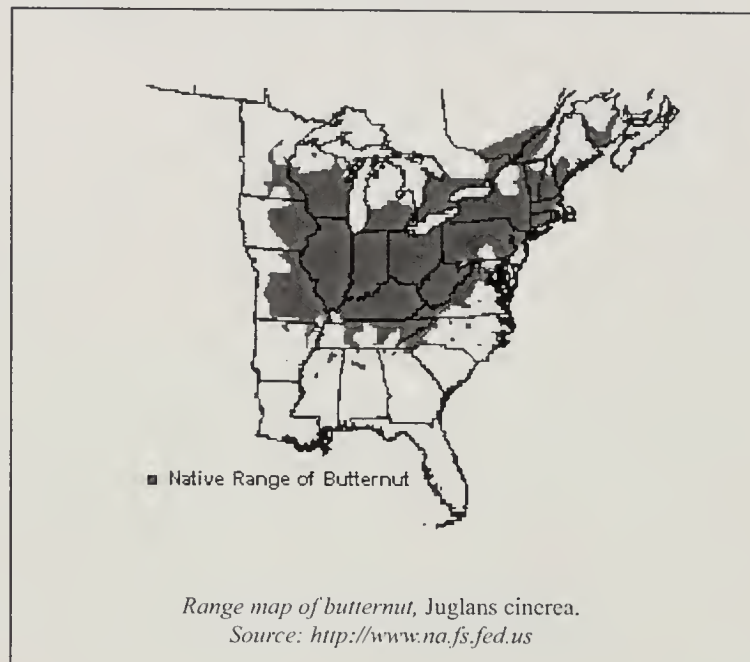 Native Range of Butternut
Range map of butternut, Juglans cinerea.
Source: http://www.na.fs.fed.us